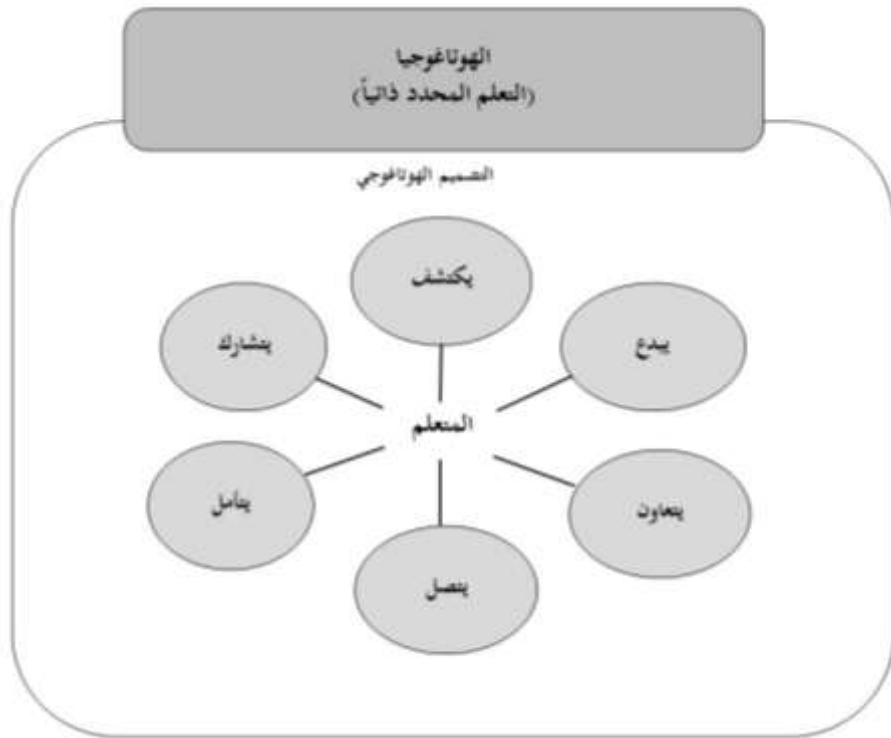 الهوتاغوجيا
(التعلم المحدد ذاتياً)
التصميم الهوتاغوجي
يكتشف
يبدع
يتشارك
المتعلم
يتعاون
يتأمل
يتصل